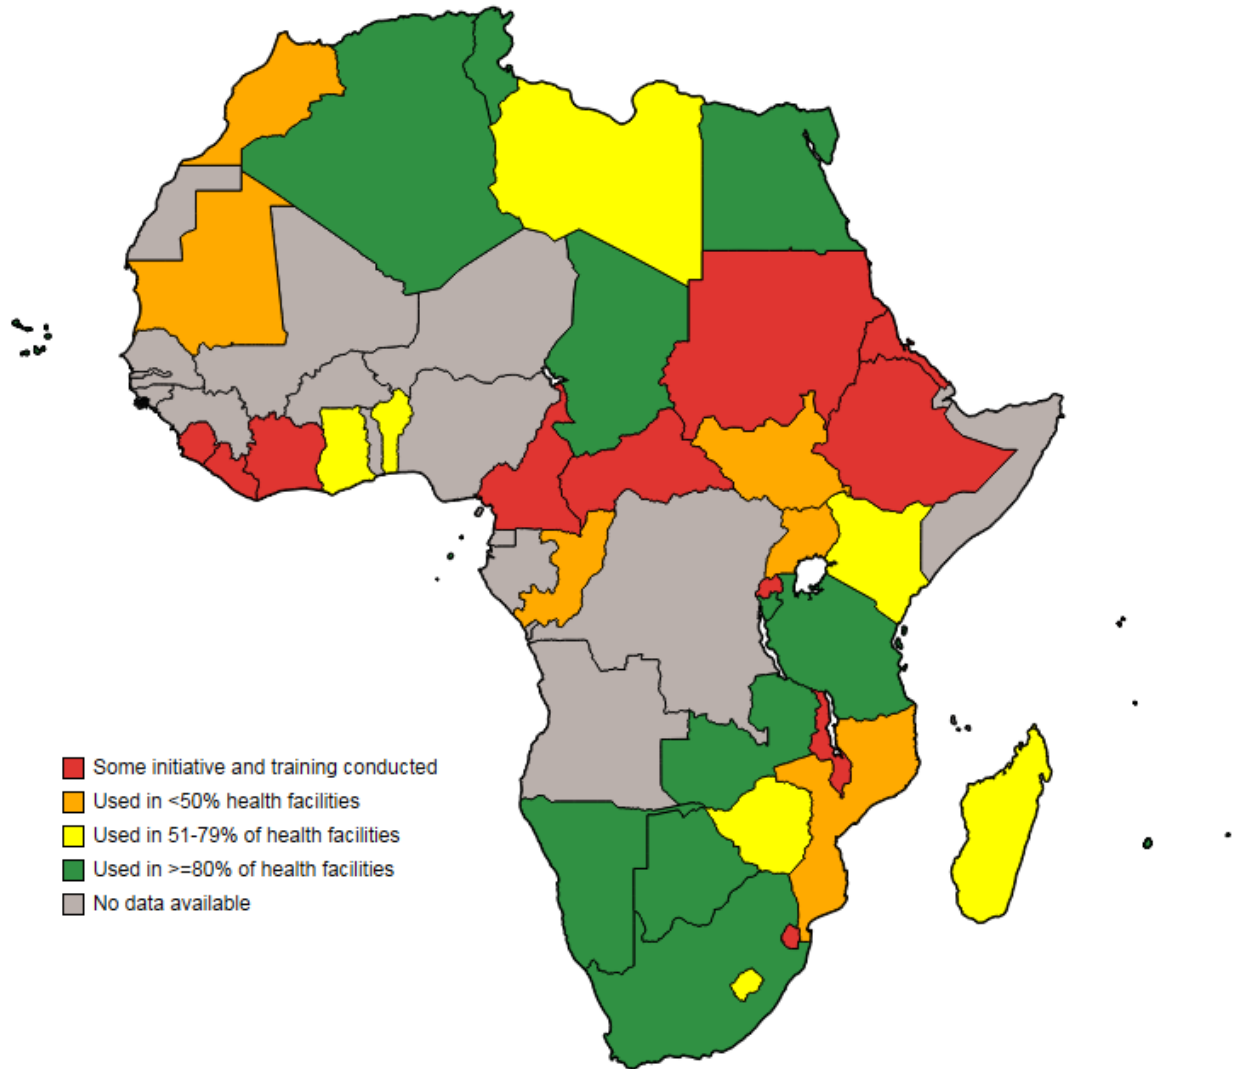 Some initiative and training conducted
Used in <50% health facilities
Used in 51-79% of health facilities
Used in >=80% of health facilities
No data available